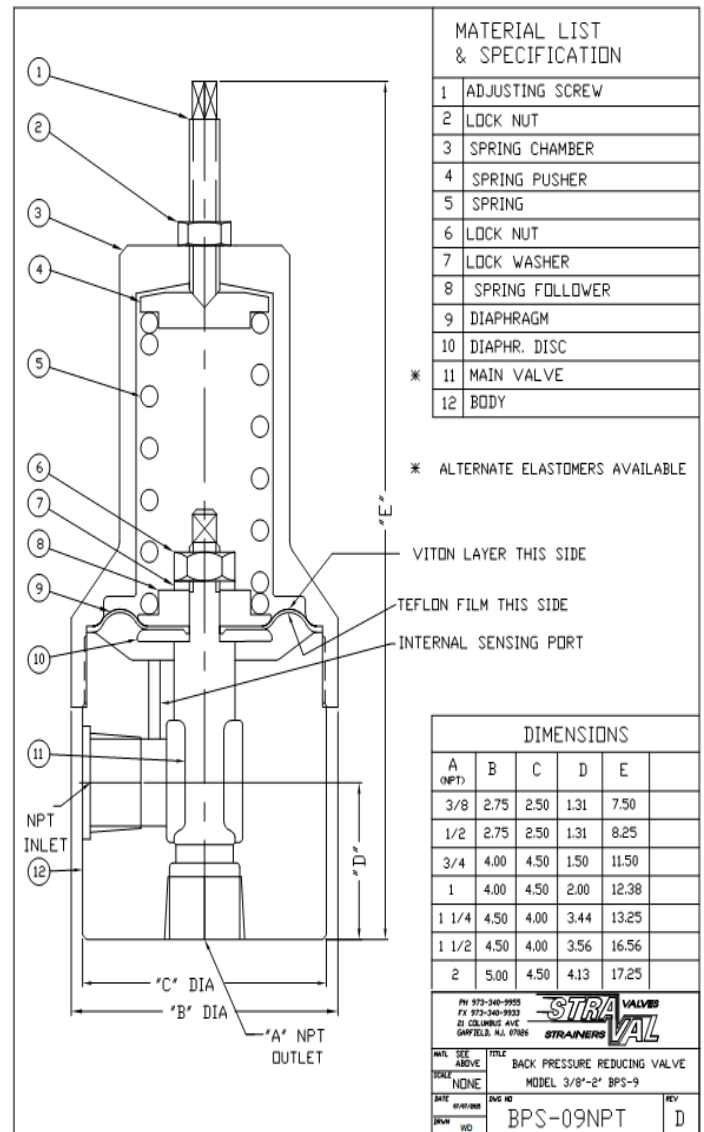 MATERIAL LIST
& SPECIFICATION
1 ADJUSTING SCREW
2 LOCK NUT
3 SPRING CHAMBER
4 SPRING PUSHER
5 SPRING
6 LOCK NUT
7 LOCK WASHER
8 SPRING FOLLOWER
9 DIAPHRAGM
10 DIAPHR. DISC
* 11 MAIN VALVE
12 BODY
* ALTERNATE ELASTOMERS AVAILABLE
1
2
3
4
5
6
7
8
9
10
11
NPT
INLET
12
"E"
VITON LAYER THIS SIDE
TEFLON FILM THIS SIDE
INTERNAL SENSING PORT
"D"
"C" DIA
"B" DIA
"A" NPT
OUTLET
DIMENSIONS
A (NPT) B C D E
3/8 2.75 2.50 1.31 7.50
1/2 2.75 2.50 1.31 8.25
3/4 4.00 4.50 1.50 11.50
1 4.00 4.50 2.00 12.38
1 1/4 4.50 4.00 3.44 13.25
1 1/2 4.50 4.00 3.56 16.56
2 5.00 4.50 4.13 17.25
PH 973-340-9955
FX 973-340-9933
21 COLUMBUS AVE
GARFIELD, N.J. 07026
STRA VALVES
STRAINERS VAL
MATL SEE ABOVE
TITLE
BACK PRESSURE REDUCING VALVE
MODEL 3/8"-2" BPS-9
SCALE NONE
DATE
DWG NO
BPS-09NPT
REV
D
DRWN WD